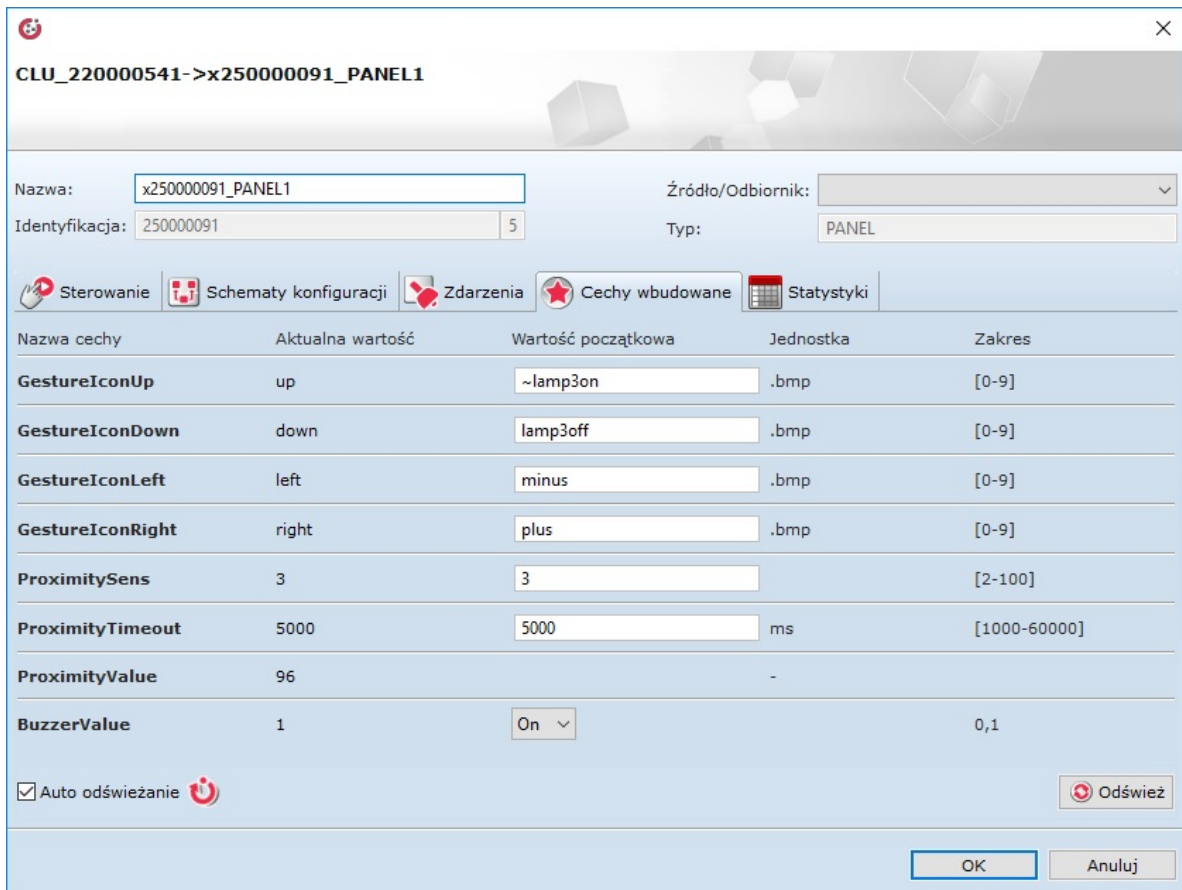 CLU_220000541->x250000091_PANEL1
Nazwa: x250000091_PANEL1 Źródło/Odbiornik:
Identyfikacja: 250000091 5 Typ: PANEL
Sterowanie Schematy konfiguracji Zdarzenia Cechy wbudowane Statystyki
Nazwa cechy Aktualna wartość Wartość początkowa Jednostka Zakres
GestureIconUp up ~lamp3on .bmp [0-9]
GestureIconDown down lamp3off .bmp [0-9]
GestureIconLeft left minus .bmp [0-9]
GestureIconRight right plus .bmp [0-9]
ProximitySens 3 3 [2-100]
ProximityTimeout 5000 5000 ms [1000-60000]
ProximityValue 96 -
BuzzerValue 1 On 0,1
Auto odświeżanie Odśwież
OK Anuluj